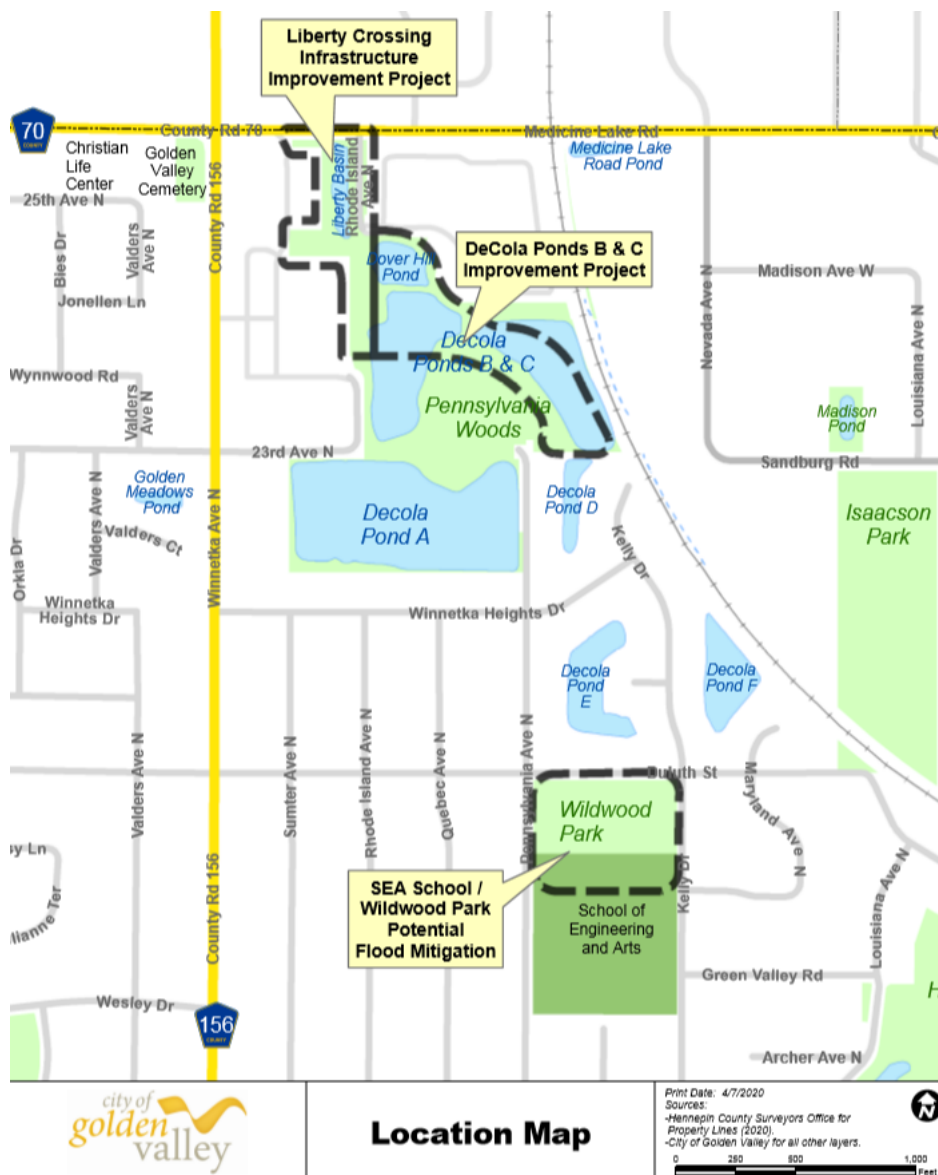 Liberty Crossing
Infrastructure
Improvement Project
70
COUNTY
County Rd 70
Medicine Lake Rd
Christian
Life
Center
Golden
Valley
Cemetery
Medicine Lake
Road Pond
25th Ave N
Bies Dr
Valders
Ave N
County Rd 156
Liberty Basin
Rhode Island
Ave N
Jonellen Ln
Dover Hill
Pond
DeCola Ponds B & C
Improvement Project
Nevada Ave N
Madison Ave W
Louisiana Ave N
Decola
Ponds B & C
Wynnwood Rd
Valders
Ave N
Pennsylvania
Woods
Madison
Pond
23rd Ave N
Sandburg Rd
Golden
Meadows
Pond
Valders Ave N
Valders Ct
Winnetka Ave N
Decola
Pond A
Decola
Pond D
Isaacson
Park
Orkla Dr
Kelly Dr
Winnetka
Heights Dr
Winnetka Heights Dr
Decola
Pond
E
Decola
Pond F
Valders Ave N
Sumter Ave N
Rhode Island Ave N
Quebec Ave N
Pennsylvania Ave N
Duluth St
Maryland Ave N
Wildwood
Park
Kelly Dr
Louisiana Ave N
County Rd 156
SEA School /
Wildwood Park
Potential
Flood Mitigation
School of
Engineering
and Arts
Green Valley Rd
H
Wesley Dr
156
COUNTY
Archer Ave N
city of
golden
valley
Location Map
Print Date: 4/7/2020
Sources:
-Hennepin County Surveyors Office for
Property Lines (2020).
-City of Golden Valley for all other layers.
N
0 250 500 1,000
Feet